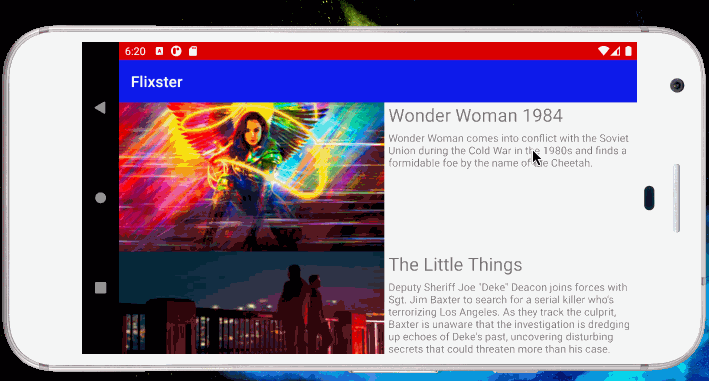 6:20
Flixster
Wonder Woman 1984
Wonder Woman comes into conflict with the Soviet
Union during the Cold War in the 1980s and finds a
formidable foe by the name of the Cheetah.
The Little Things
Deputy Sheriff Joe "Deke" Deacon joins forces with
Sgt. Jim Baxter to search for a serial killer who's
terrorizing Los Angeles. As they track the culprit,
Baxter is unaware that the investigation is dredging
up echoes of Deke's past, uncovering disturbing
secrets that could threaten more than his case.